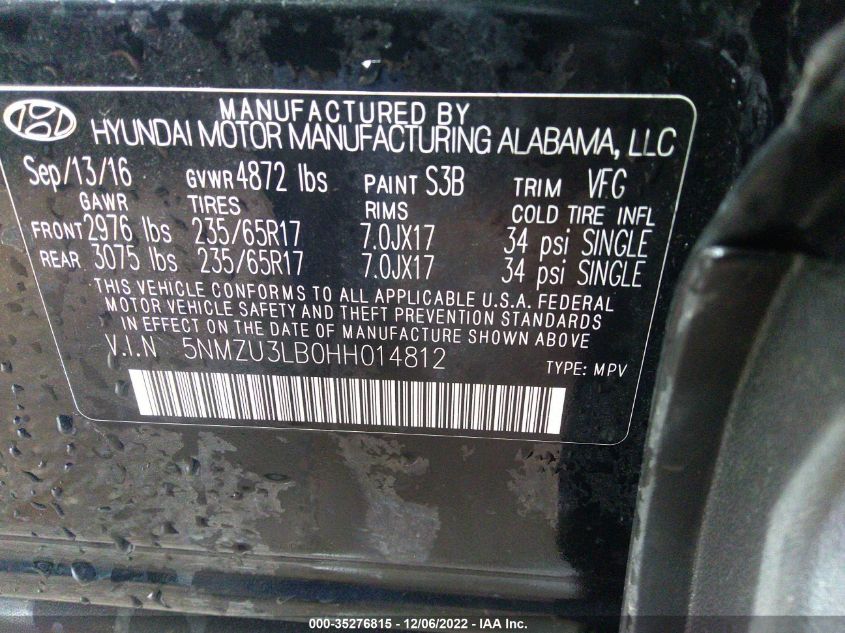 MANUFACTURED BY
HYUNDAI MOTOR MANUFACTURING ALABAMA, LLC
Sep/13/16 GVWR 4872 lbs PAINT S3B TRIM VFG
GAWR TIRES RIMS COLD TIRE INFL
FRONT 2976 lbs 235/65R17 7.0JX17 34 psi SINGLE
REAR 3075 lbs 235/65R17 7.0JX17 34 psi SINGLE
THIS VEHICLE CONFORMS TO ALL APPLICABLE U.S.A. FEDERAL
MOTOR VEHICLE SAFETY AND THEFT PREVENTION STANDARDS
IN EFFECT ON THE DATE OF MANUFACTURE SHOWN ABOVE
V.I.N 5NMZU3LB0HH014812 TYPE: MPV
000-35276815 - 12/06/2022 - IAA Inc.